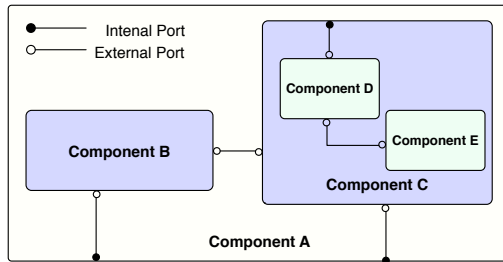 Intenal Port
External Port
Component D
Component E
Component B
Component C
Component A